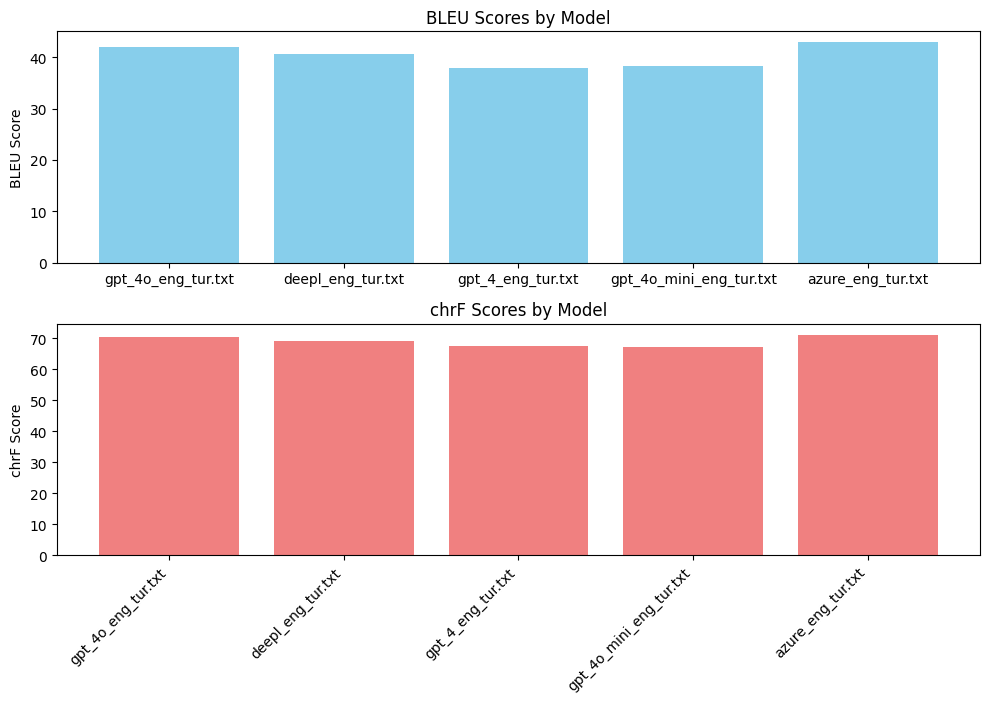 BLEU Scores by Model
BLEU Score
40
30
20
10
0
gpt_4o_eng_tur.txt deepl_eng_tur.txt gpt_4_eng_tur.txt gpt_4o_mini_eng_tur.txt azure_eng_tur.txt
chrF Scores by Model
chrF Score
70
60
50
40
30
20
10
0
gpt_4o_eng_tur.txt
deepl_eng_tur.txt
gpt_4_eng_tur.txt
gpt_4o_mini_eng_tur.txt
azure_eng_tur.txt